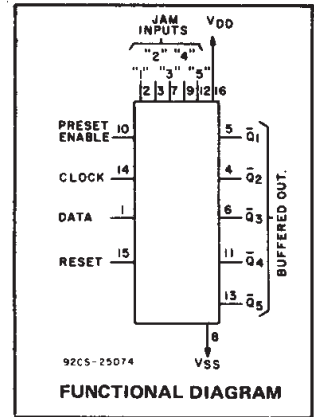 JAM
INPUTS
VDD
"2" "4"
"1" "3" "5"
2 3 7 9 12 16
PRESET
ENABLE 10
5 Q̅1
CLOCK 14
4 Q̅2
DATA 1
6 Q̅3
RESET 15
11 Q̅4
13 Q̅5
BUFFERED OUT.
8
92CS-25074
VSS
FUNCTIONAL DIAGRAM